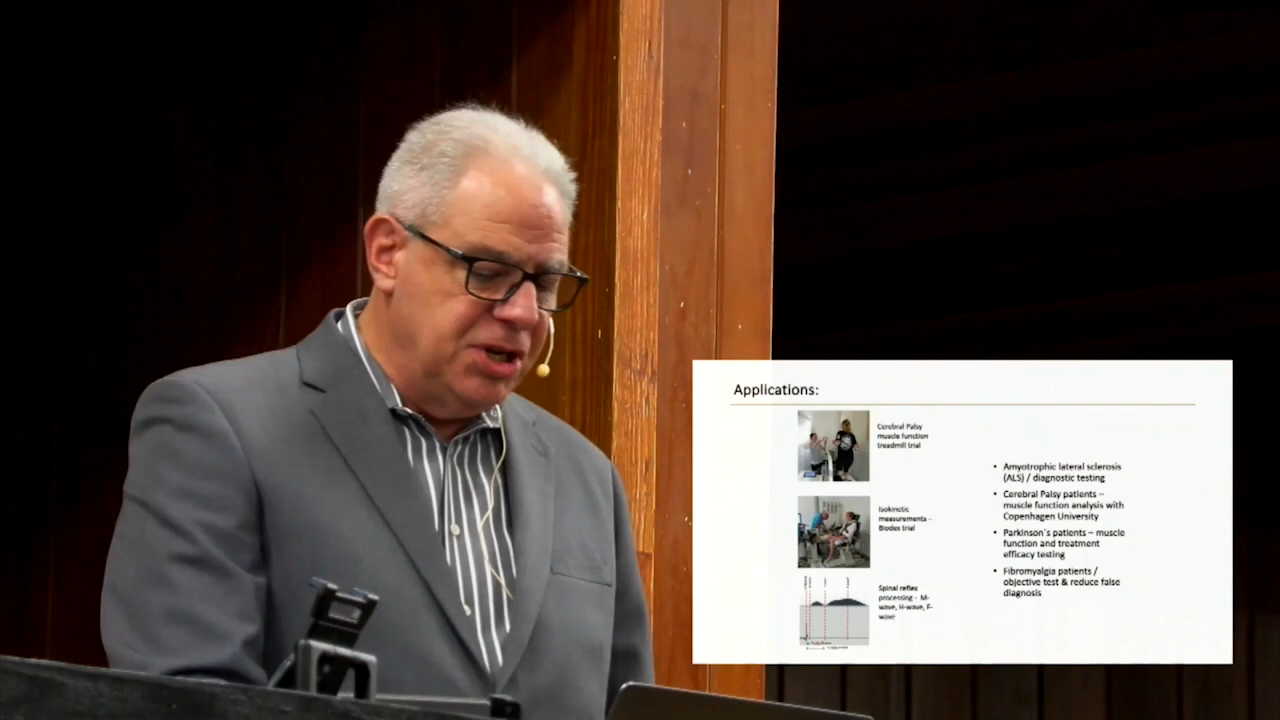 Applications:
Cerebral Palsy
muscle function
treadmill trial
Isokinetic
measurements –
Biodex trial
Spinal reflex
processing - M-
wave, H-wave, F-
wave
• Amyotrophic lateral sclerosis
(ALS) / diagnostic testing
• Cerebral Palsy patients –
muscle function analysis with
Copenhagen University
• Parkinson´s patients – muscle
function and treatment
efficacy testing
• Fibromyalgia patients /
objective test & reduce false
diagnosis